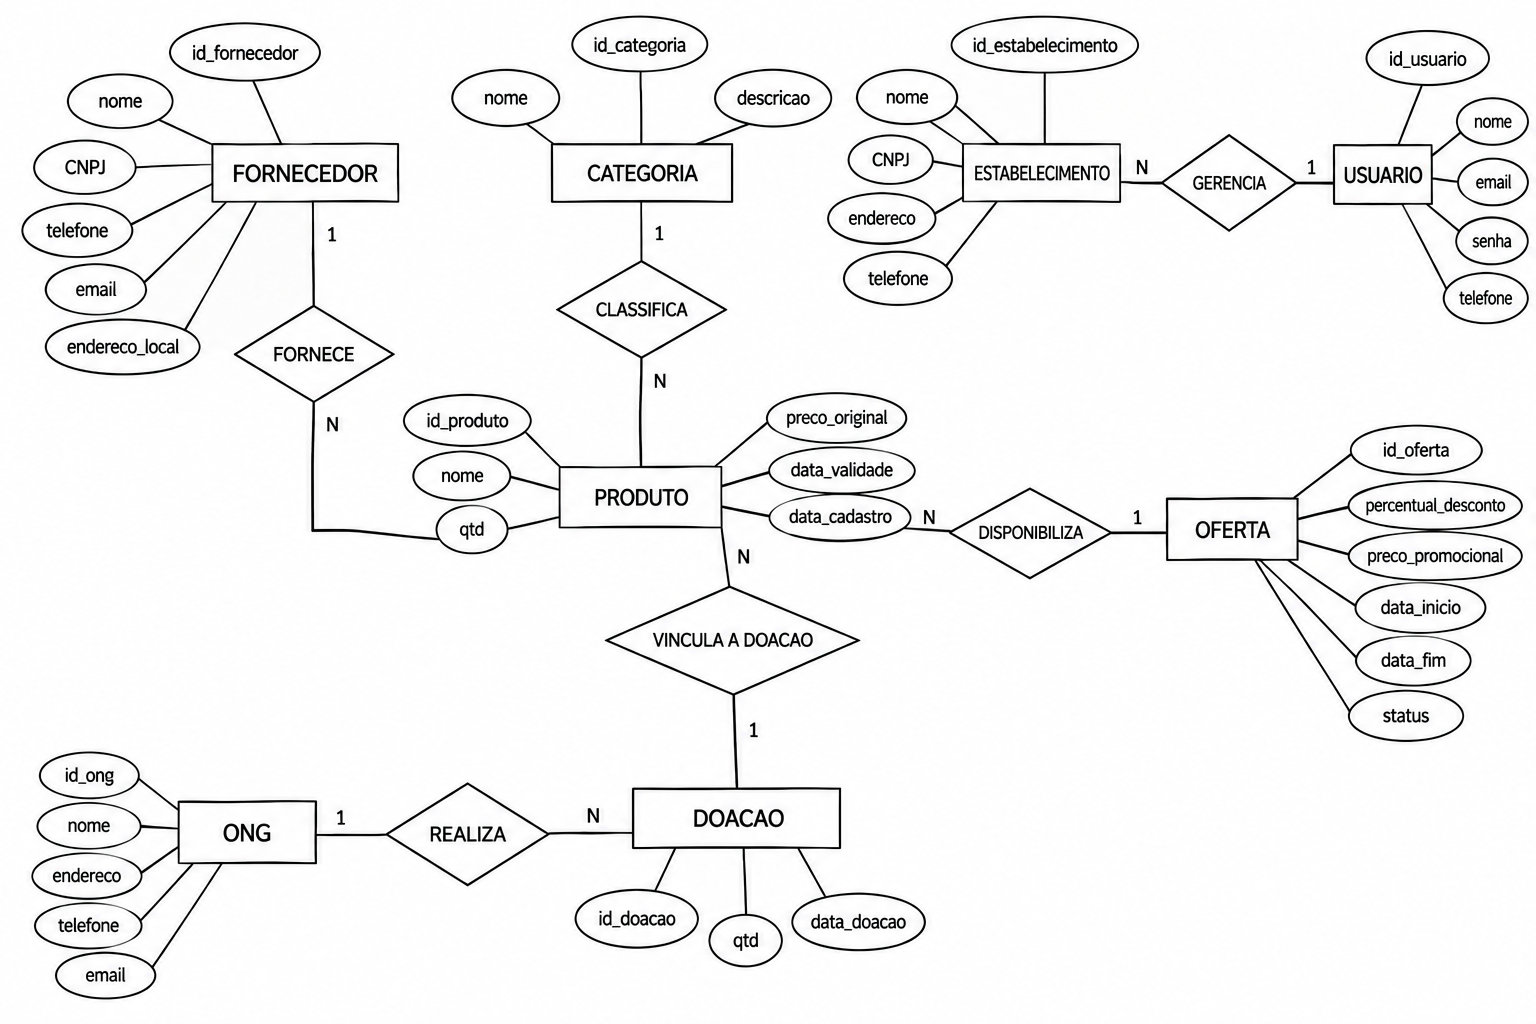 id_fornecedor
nome
CNPJ
telefone
email
endereco_local
FORNECEDOR
1
FORNECE
N
id_categoria
nome
descricao
CATEGORIA
1
CLASSIFICA
N
id_estabelecimento
nome
CNPJ
endereco
telefone
ESTABELECIMENTO
N
GERENCIA
1
USUARIO
id_usuario
nome
email
senha
telefone
id_produto
nome
qtd
PRODUTO
preco_original
data_validade
data_cadastro
N
DISPONIBILIZA
1
OFERTA
id_oferta
percentual_desconto
preco_promocional
data_inicio
data_fim
status
N
VINCULA A DOACAO
1
id_ong
nome
endereco
telefone
email
ONG
1
REALIZA
N
DOACAO
id_doacao
qtd
data_doacao